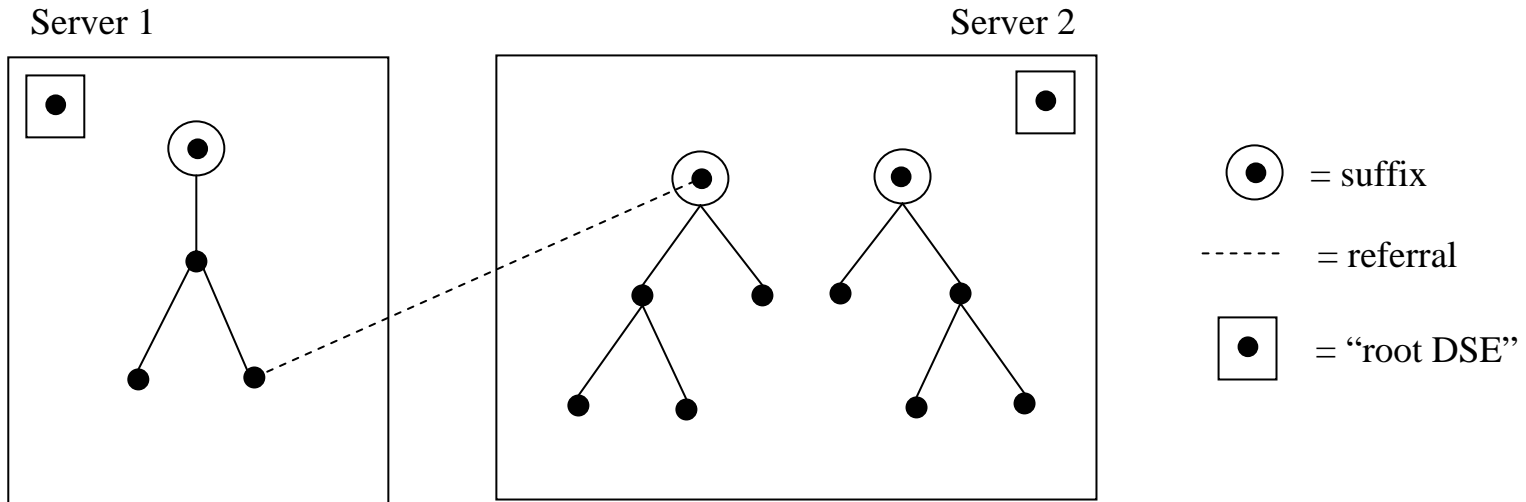 Server 1
Server 2
= suffix
= referral
= “root DSE”